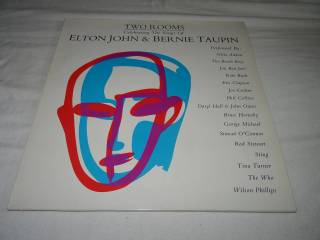 TWO ROOMS
Celebrating The Songs Of
ELTON JOHN & BERNIE TAUPIN
Performed By
Oleta Adams
The Beach Boys
Jon Bon Jovi
Kate Bush
Eric Clapton
Joe Cocker
Phil Collins
Daryl Hall & John Oates
Bruce Hornsby
George Michael
Sinead O'Connor
Rod Stewart
Sting
Tina Turner
The Who
Wilson Phillips